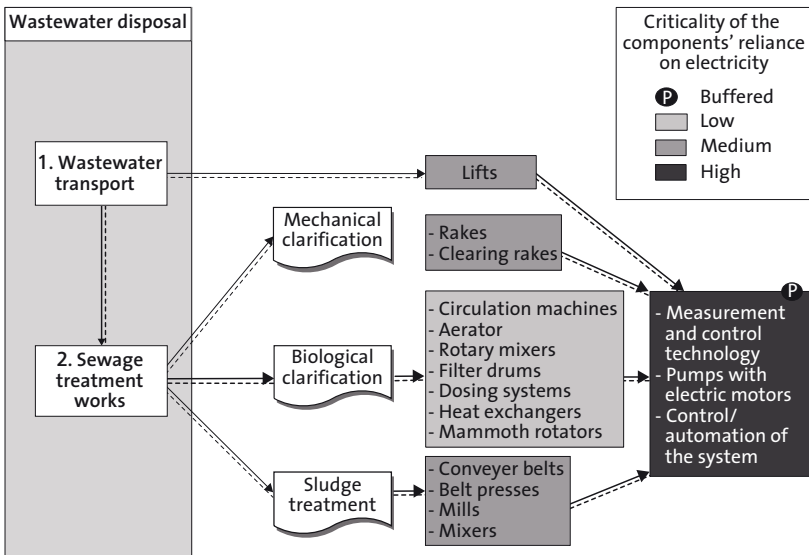 Wastewater disposal
Criticality of the
components’ reliance
on electricity
P Buffered
Low
Medium
High
1. Wastewater
transport
Lifts
Mechanical
clarification
- Rakes
- Clearing rakes
2. Sewage
treatment
works
Biological
clarification
- Circulation machines
- Aerator
- Rotary mixers
- Filter drums
- Dosing systems
- Heat exchangers
- Mammoth rotators
P
- Measurement
and control
technology
- Pumps with
electric motors
- Control/
automation of
the system
Sludge
treatment
- Conveyer belts
- Belt presses
- Mills
- Mixers